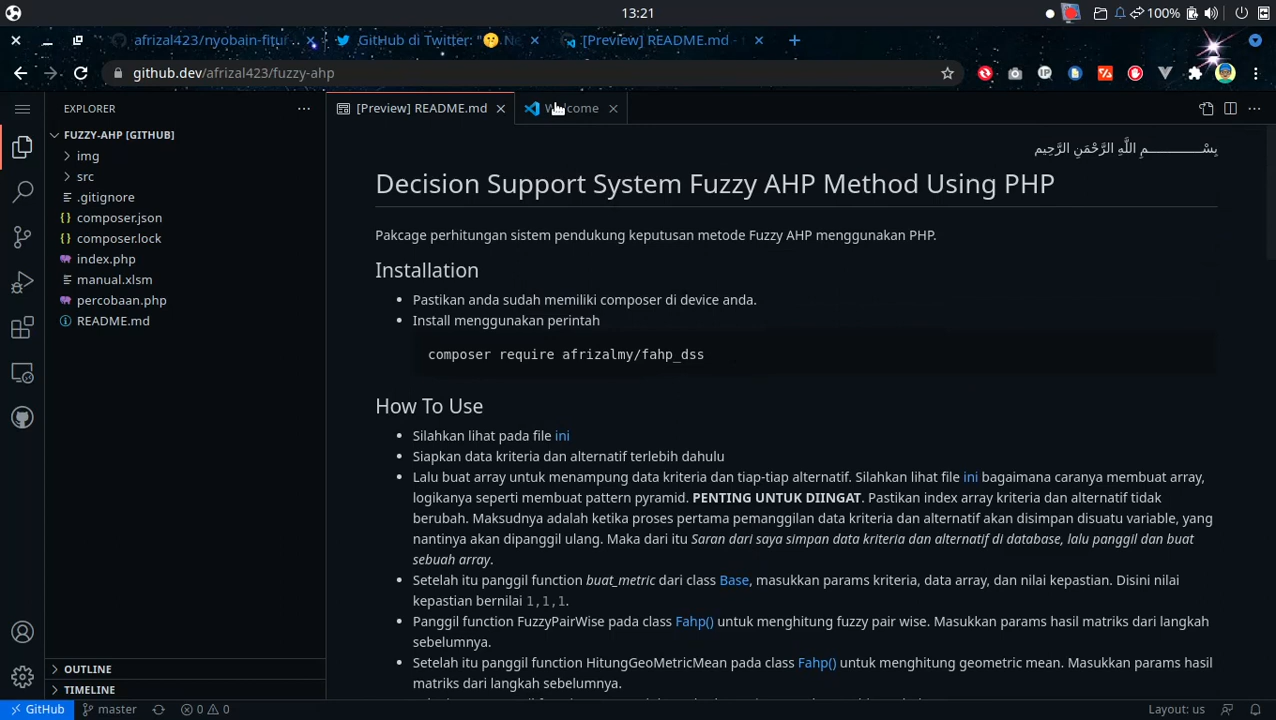 13:21
100%
afrizal423/nyobain-fitu
GitHub di Twitter: "🤫 Ne
[Preview] README.md -
github.dev/afrizal423/fuzzy-ahp
EXPLORER
FUZZY-AHP [GITHUB]
img
src
.gitignore
composer.json
composer.lock
index.php
manual.xlsm
percobaan.php
README.md
OUTLINE
TIMELINE
[Preview] README.md
بِسْــــــــــــــــمِ اللَّهِ الرَّحْمَنِ الرَّحِيم
Decision Support System Fuzzy AHP Method Using PHP
Pakcage perhitungan sistem pendukung keputusan metode Fuzzy AHP menggunakan PHP.
Installation
• Pastikan anda sudah memiliki composer di device anda.
• Install menggunakan perintah
composer require afrizalmy/fahp_dss
How To Use
• Silahkan lihat pada file ini
• Siapkan data kriteria dan alternatif terlebih dahulu
• Lalu buat array untuk menampung data kriteria dan tiap-tiap alternatif. Silahkan lihat file ini bagaimana caranya membuat array,
logikanya seperti membuat pattern pyramid. PENTING UNTUK DIINGAT. Pastikan index array kriteria dan alternatif tidak
berubah. Maksudnya adalah ketika proses pertama pemanggilan data kriteria dan alternatif akan disimpan disuatu variable, yang
nantinya akan dipanggil ulang. Maka dari itu Saran dari saya simpan data kriteria dan alternatif di database, lalu panggil dan buat
sebuah array.
• Setelah itu panggil function buat_metric dari class Base, masukkan params kriteria, data array, dan nilai kepastian. Disini nilai
kepastian bernilai 1,1,1.
• Panggil function FuzzyPairWise pada class Fahp() untuk menghitung fuzzy pair wise. Masukkan params hasil matriks dari langkah
sebelumnya.
• Setelah itu panggil function HitungGeoMetricMean pada class Fahp() untuk menghitung geometric mean. Masukkan params hasil
matriks dari langkah sebelumnya.
GitHub
master
0
0
Layout: us